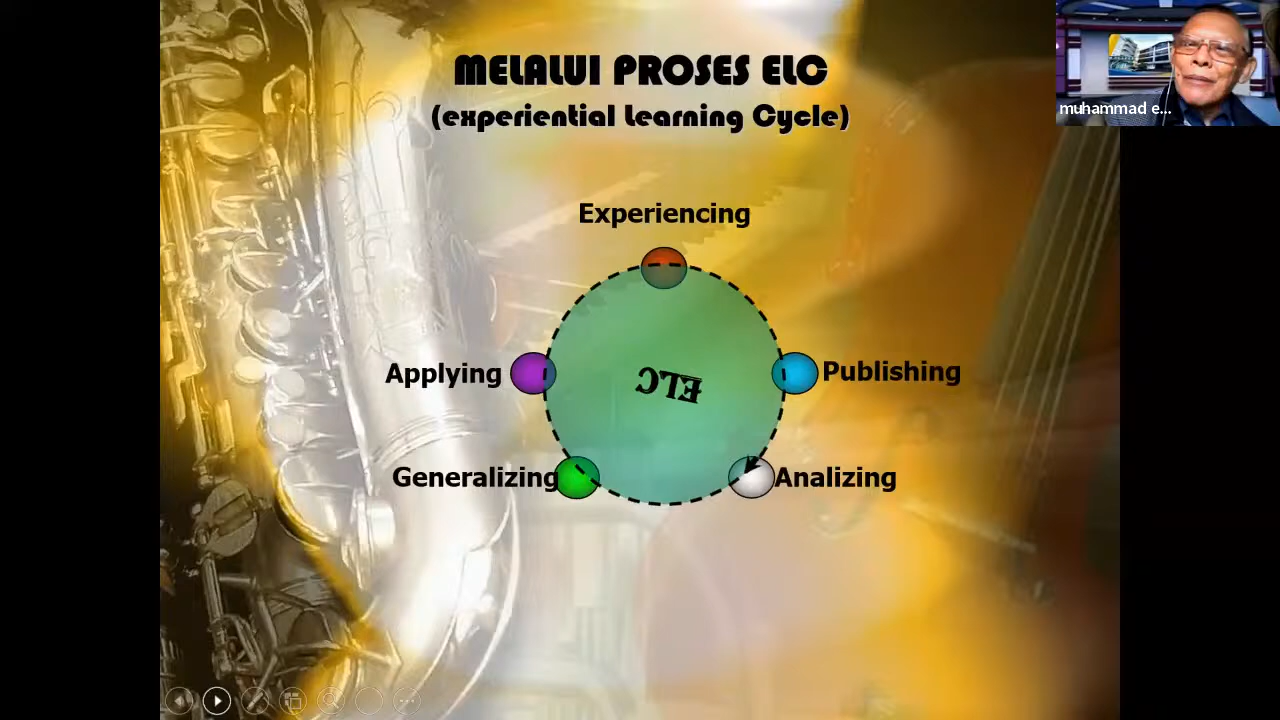 MELALUI PROSES ELC
(experiential Learning Cycle)
muhammad e...
Experiencing
Applying
ELC
Publishing
Generalizing
Analizing